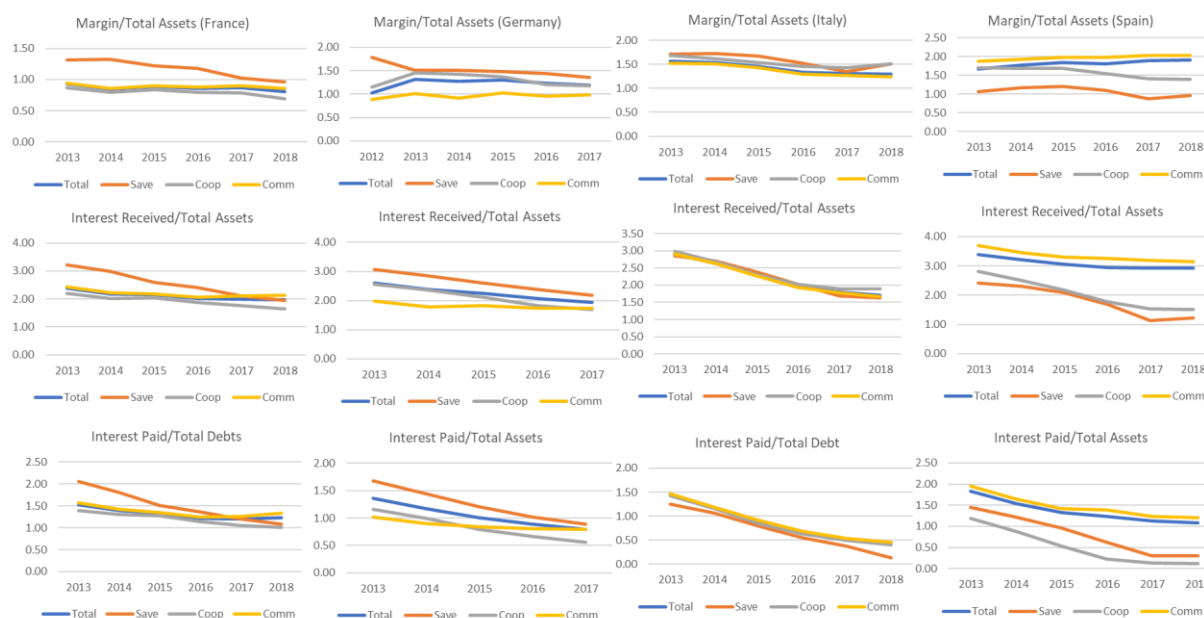 Margin/Total Assets (France)
1.50
1.00
0.50
0.00
2013 2014 2015 2016 2017 2018
Total Save Coop Comm
Margin/Total Assets (Germany)
2.00
1.50
1.00
0.50
0.00
2012 2013 2014 2015 2016 2017
Total Save Coop Comm
Margin/Total Assets (Italy)
2.00
1.50
1.00
0.50
0.00
2013 2014 2015 2016 2017 2018
Total Save Coop Comm
Margin/Total Assets (Spain)
2.50
2.00
1.50
1.00
0.50
0.00
2013 2014 2015 2016 2017 2018
Total Save Coop Comm
Interest Received/Total Assets
4.00
3.00
2.00
1.00
0.00
2013 2014 2015 2016 2017 2018
Total Save Coop Comm
Interest Received/Total Assets
4.00
3.00
2.00
1.00
0.00
2013 2014 2015 2016 2017
Total Save Coop Comm
Interest Received/Total Assets
3.50
3.00
2.50
2.00
1.50
1.00
0.50
0.00
2013 2014 2015 2016 2017 2018
Total Save Coop Comm
Interest Received/Total Assets
4.00
3.00
2.00
1.00
0.00
2013 2014 2015 2016 2017 2018
Total Save Coop Comm
Interest Paid/Total Debts
2.50
2.00
1.50
1.00
0.50
0.00
2013 2014 2015 2016 2017 2018
Total Save Coop Comm
Interest Paid/Total Assets
2.00
1.50
1.00
0.50
0.00
2013 2014 2015 2016 2017
Total Save Coop Comm
Interest Paid/Total Debt
2.00
1.50
1.00
0.50
0.00
2013 2014 2015 2016 2017 2018
Total Save Coop Comm
Interest Paid/Total Assets
2.50
2.00
1.50
1.00
0.50
0.00
2013 2014 2015 2016 2017
Total Save Coop Comm